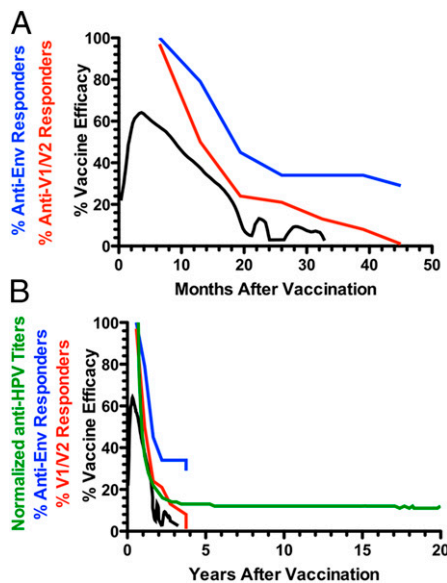 A
% Anti-Env Responders
% Anti-V1/V2 Responders
% Vaccine Efficacy
100
80
60
40
20
0
0 10 20 30 40 50
Months After Vaccination
B
Normalized anti-HPV Titers
% Anti-Env Responders
% V1/V2 Responders
% Vaccine Efficacy
100
80
60
40
20
0
0 5 10 15 20
Years After Vaccination